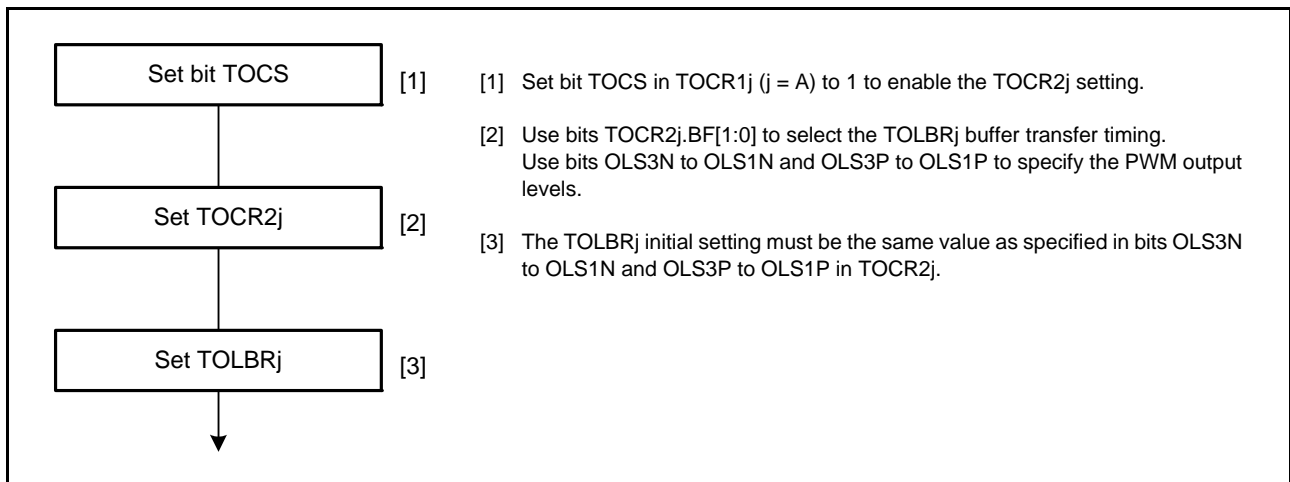 Set bit TOCS [1]
[1] Set bit TOCS in TOCR1j (j = A) to 1 to enable the TOCR2j setting.
[2] Use bits TOCR2j.BF[1:0] to select the TOLBRj buffer transfer timing.
Use bits OLS3N to OLS1N and OLS3P to OLS1P to specify the PWM output
levels.
Set TOCR2j [2]
[3] The TOLBRj initial setting must be the same value as specified in bits OLS3N
to OLS1N and OLS3P to OLS1P in TOCR2j.
Set TOLBRj [3]